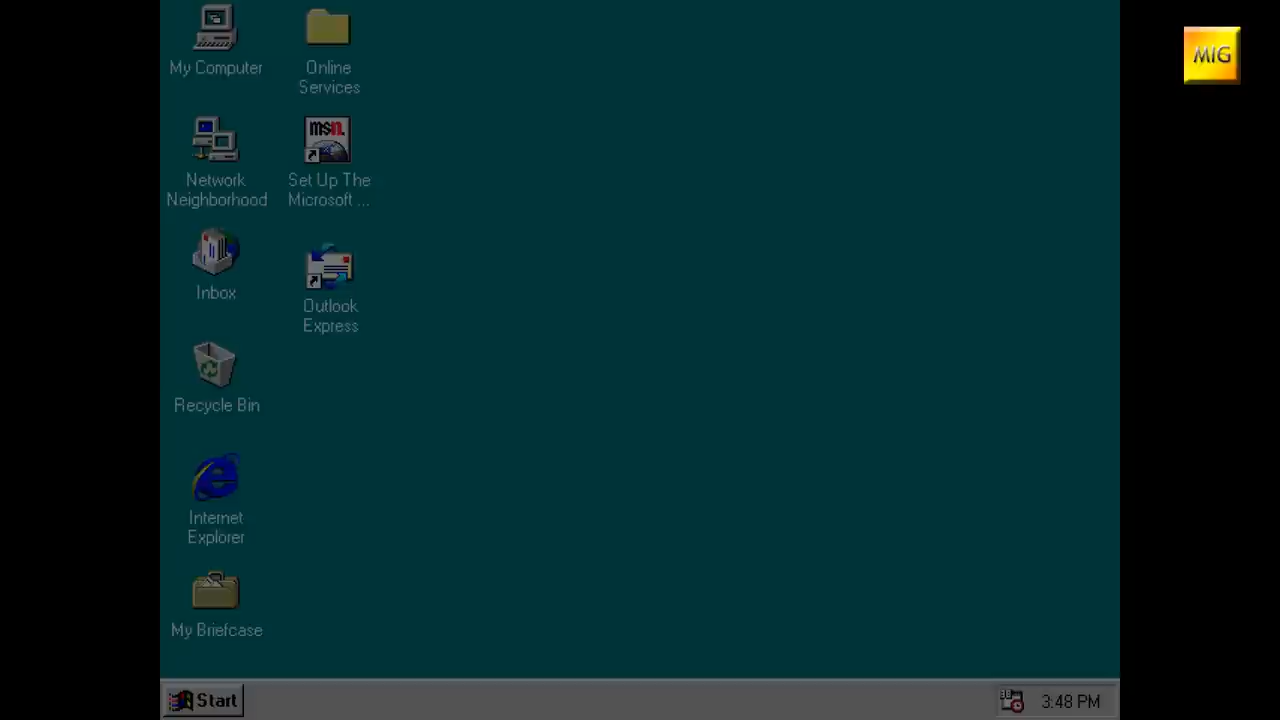 My Computer
Online
Services
MIG
msn.
Network
Neighborhood
Set Up The
Microsoft ...
Inbox
Outlook
Express
Recycle Bin
Internet
Explorer
My Briefcase
Start
3:48 PM